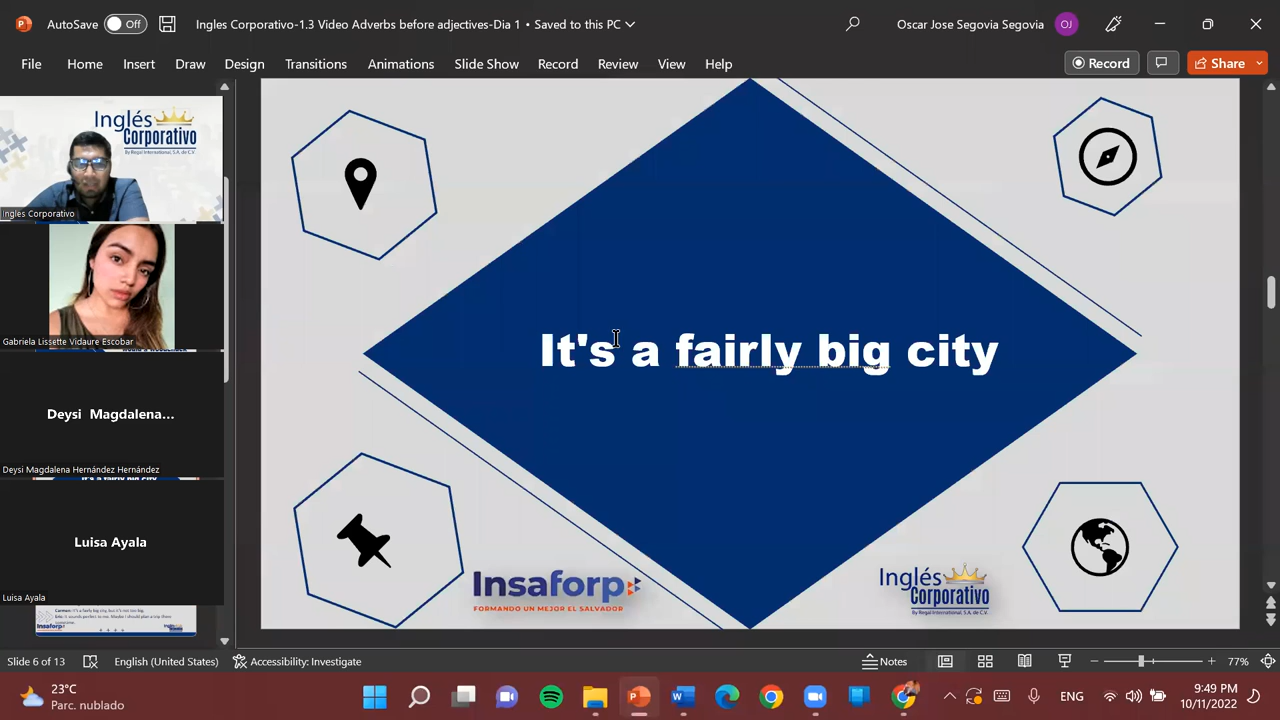 AutoSave Off Ingles Corporativo-1.3 Video Adverbs before adjectives-Dia 1 • Saved to this PC Oscar Jose Segovia Segovia OJ
File Home Insert Draw Design Transitions Animations Slide Show Record Review View Help Record Share
Inglés
Corporativo
By Regal International, S.A. de C.V.
Ingles Corporativo
Gabriela Lissette Vidaure Escobar
Deysi Magdalena...
Deysi Magdalena Hernández Hernández
Luisa Ayala
Luisa Ayala
It's a fairly big city
Insaforp
FORMANDO UN MEJOR EL SALVADOR
Inglés
Corporativo
By Regal International, S.A. de C.V.
Slide 6 of 13 English (United States) Accessibility: Investigate Notes 77%
23°C
Parc. nublado
ENG
9:49 PM
10/11/2022